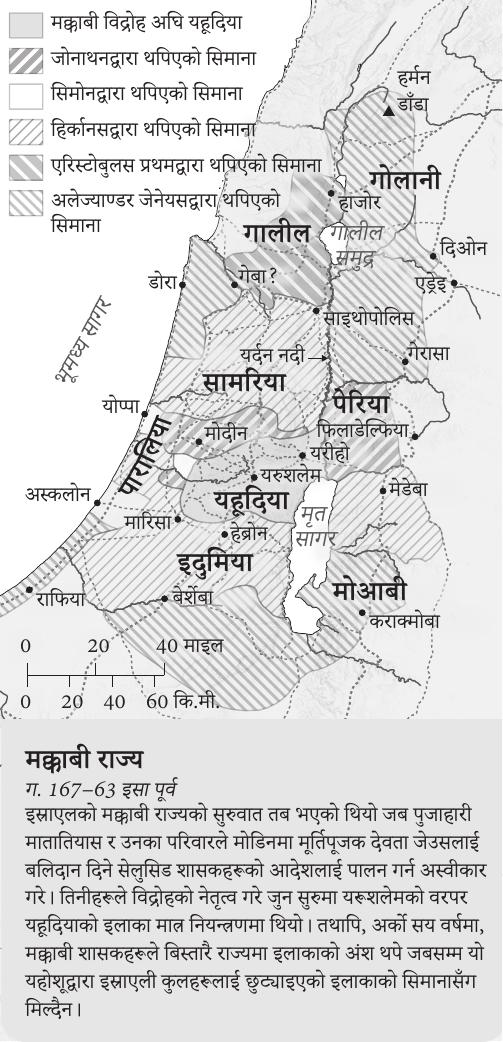 मक्काबी विद्रोह अघि यहूदिया
जोनाथनद्वारा थपिएको सिमाना
सिमोनद्वारा थपिएको सिमाना
हिर्कानसद्वारा थपिएको सिमाना
एरिस्टोबुलस प्रथमद्वारा थपिएको सिमाना
अलेज्याण्डर जेनेयसद्वारा थपिएको
सिमाना
हर्मन
डाँडा
गोलानी
हाजोर
गालील
गालील
समुद्र
दिओन
एड्रेइ
डोरा
गेबा?
साइथोपोलिस
भूमध्य सागर
यर्दन नदी
गेरासा
सामरिया
पेरिया
योप्पा
फिलाडेल्फिया
मोदीन
पारालिया
यरीहो
यरुशलेम
अस्कलोन
मेडेबा
यहूदिया
मृत
सागर
मारिसा
हेब्रोन
इदुमिया
मोआबी
राफिया
बेर्शेबा
कराक्मोबा
0 20 40 माइल
0 20 40 60 कि.मी.
मक्काबी राज्य
ग. 167–63 इसा पूर्व
इस्राएलको मक्काबी राज्यको सुरुवात तब भएको थियो जब पुजाहारी
मातातियास र उनका परिवारले मोडिनमा मूर्तिपूजक देवता जेउसलाई
बलिदान दिने सेलुसिड शासकहरूको आदेशलाई पालन गर्न अस्वीकार
गरे। तिनीहरूले विद्रोहको नेतृत्व गरे जुन सुरुमा यरूशलेमको वरपर
यहूदियाको इलाका मात्र नियन्त्रणमा थियो। तथापि, अर्को सय वर्षमा,
मक्काबी शासकहरूले बिस्तारै राज्यमा इलाकाको अंश थपे जबसम्म यो
यहोशूद्वारा इस्राएली कुलहरूलाई छुट्याइएको इलाकाको सिमानासँग
मिल्दैन।